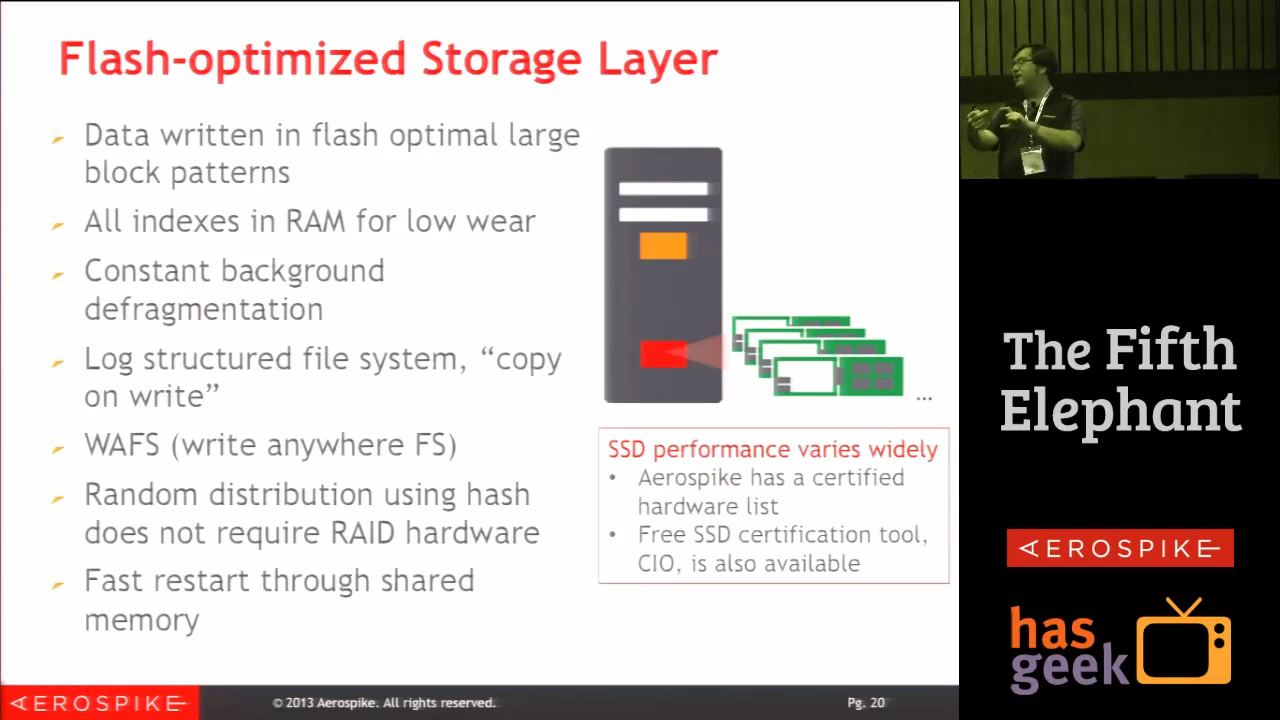 Flash-optimized Storage Layer
Data written in flash optimal large
block patterns
All indexes in RAM for low wear
Constant background
defragmentation
Log structured file system, “copy
on write”
WAFS (write anywhere FS)
Random distribution using hash
does not require RAID hardware
Fast restart through shared
memory
...
SSD performance varies widely
• Aerospike has a certified
hardware list
• Free SSD certification tool,
CIO, is also available
AEROSPIKE
© 2013 Aerospike. All rights reserved.
Pg. 20
The Fifth
Elephant
AEROSPIKE
has
geek